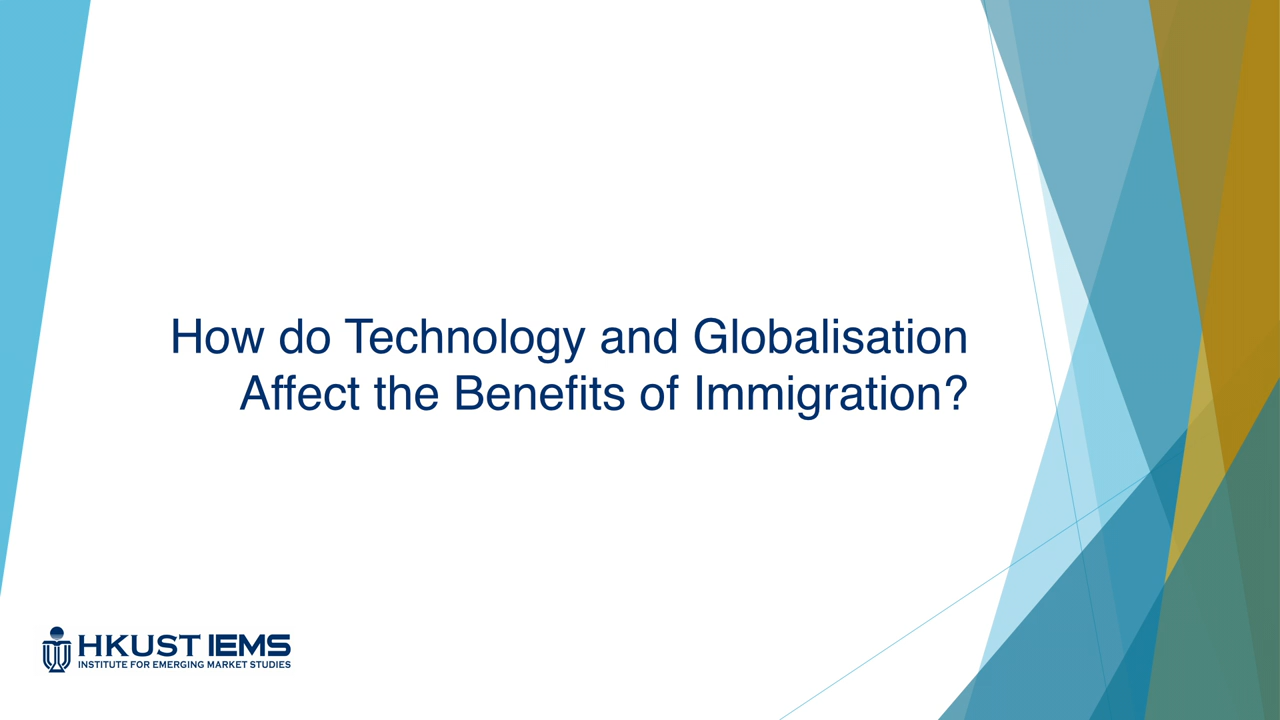 How do Technology and Globalisation
Affect the Benefits of Immigration?
HKUST IEMS
INSTITUTE FOR EMERGING MARKET STUDIES